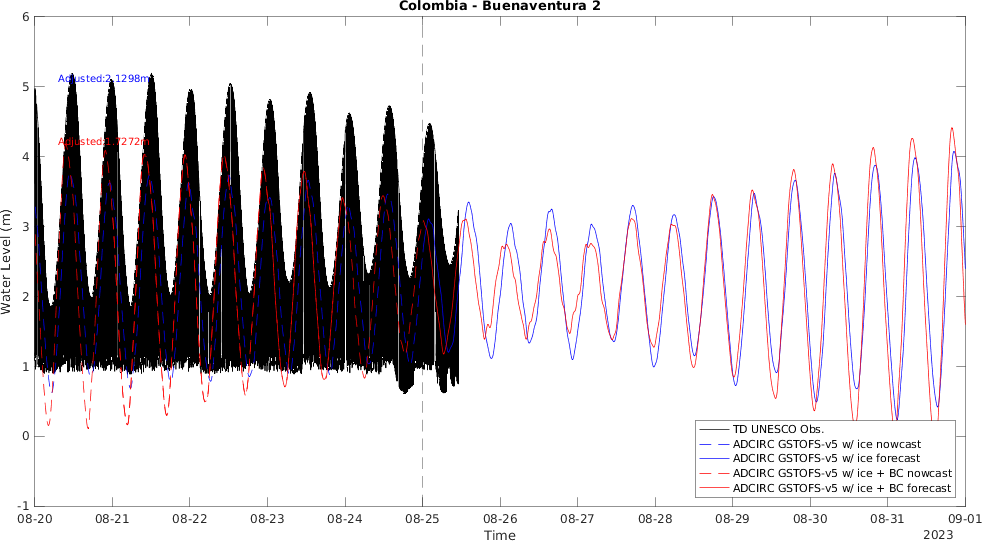 Colombia - Buenaventura 2
6
5
4
3
2
1
0
-1
Water Level (m)
Adjusted:2.1298m
Adjusted:1.7272m
TD UNESCO Obs.
ADCIRC GSTOFS-v5 w/ ice nowcast
ADCIRC GSTOFS-v5 w/ ice forecast
ADCIRC GSTOFS-v5 w/ ice + BC nowcast
ADCIRC GSTOFS-v5 w/ ice + BC forecast
08-20 08-21 08-22 08-23 08-24 08-25 08-26 08-27 08-28 08-29 08-30 08-31 09-01
Time
2023